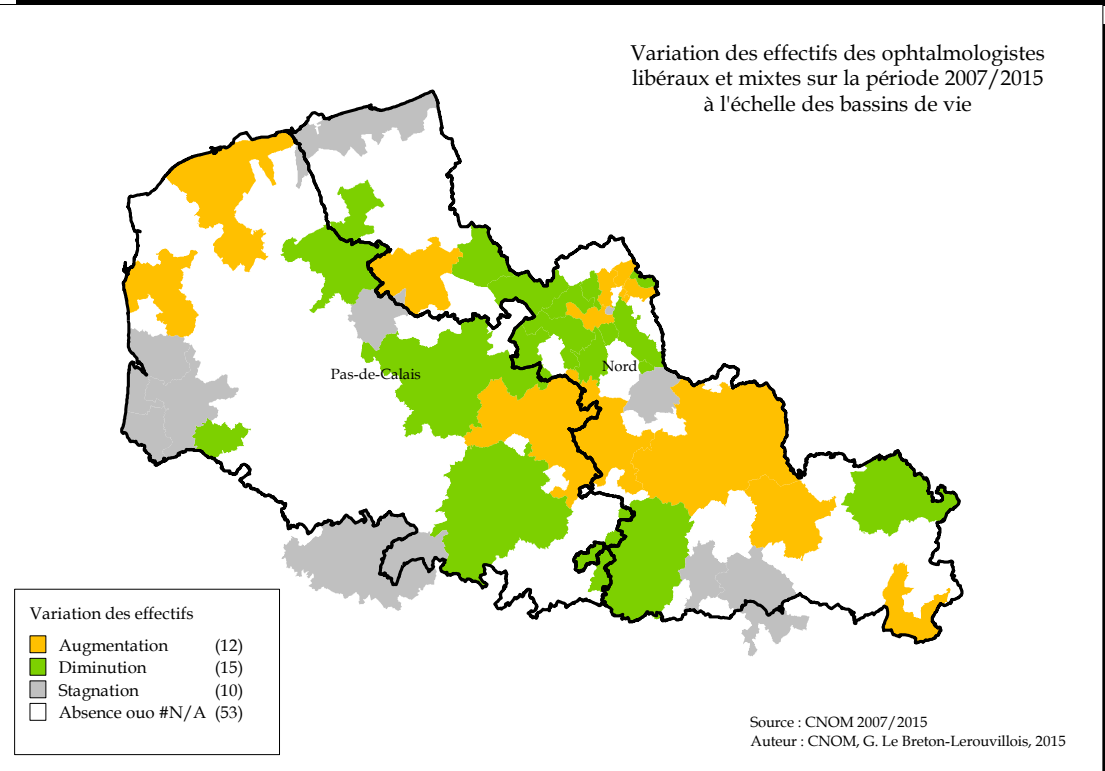 Variation des effectifs des ophtalmologistes
libéraux et mixtes sur la période 2007/2015
à l'échelle des bassins de vie
Nord
Pas-de-Calais
Variation des effectifs
Augmentation (12)
Diminution (15)
Stagnation (10)
Absence ouo #N/A (53)
Source : CNOM 2007/2015
Auteur : CNOM, G. Le Breton-Lerouvillois, 2015